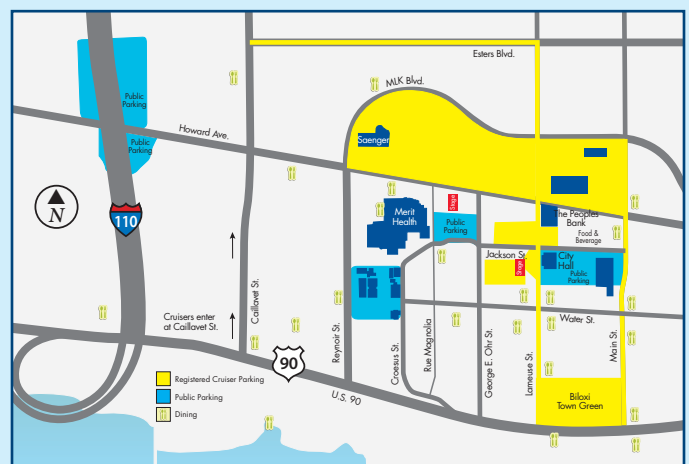 Esters Blvd.
MLK Blvd.
Public
Parking
Public
Parking
Howard Ave.
Saenger
N
110
Merit
Health
Stage
Public
Parking
The Peoples
Bank
Food &
Beverage
Jackson St.
Stage
City
Hall
Public
Parking
Cruisers enter
at Caillavet St.
Caillavet St.
Reynoir St.
Croesus St.
Rue Magnolia
George E. Ohr St.
Lameuse St.
Water St.
Main St.
90
U.S. 90
Registered Cruiser Parking
Public Parking
Dining
Biloxi
Town Green